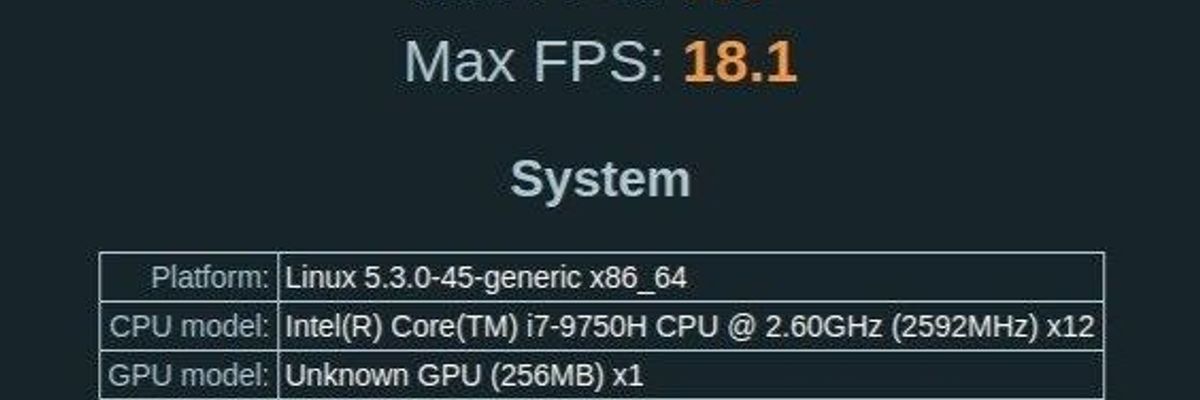 Max FPS: 18.1
System
Platform: Linux 5.3.0-45-generic x86_64
CPU model: Intel(R) Core(TM) i7-9750H CPU @ 2.60GHz (2592MHz) x12
GPU model: Unknown GPU (256MB) x1